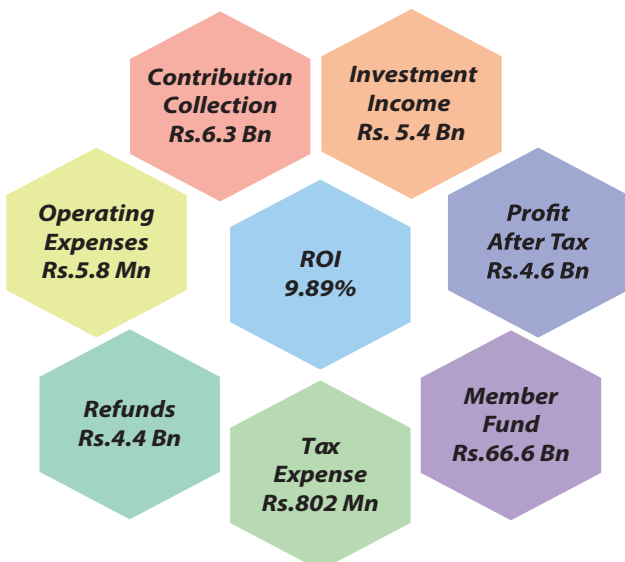 Contribution
Collection
Rs.6.3 Bn
Investment
Income
Rs. 5.4 Bn
Operating
Expenses
Rs.5.8 Mn
ROI
9.89%
Profit
After Tax
Rs.4.6 Bn
Refunds
Rs.4.4 Bn
Tax
Expense
Rs.802 Mn
Member
Fund
Rs.66.6 Bn